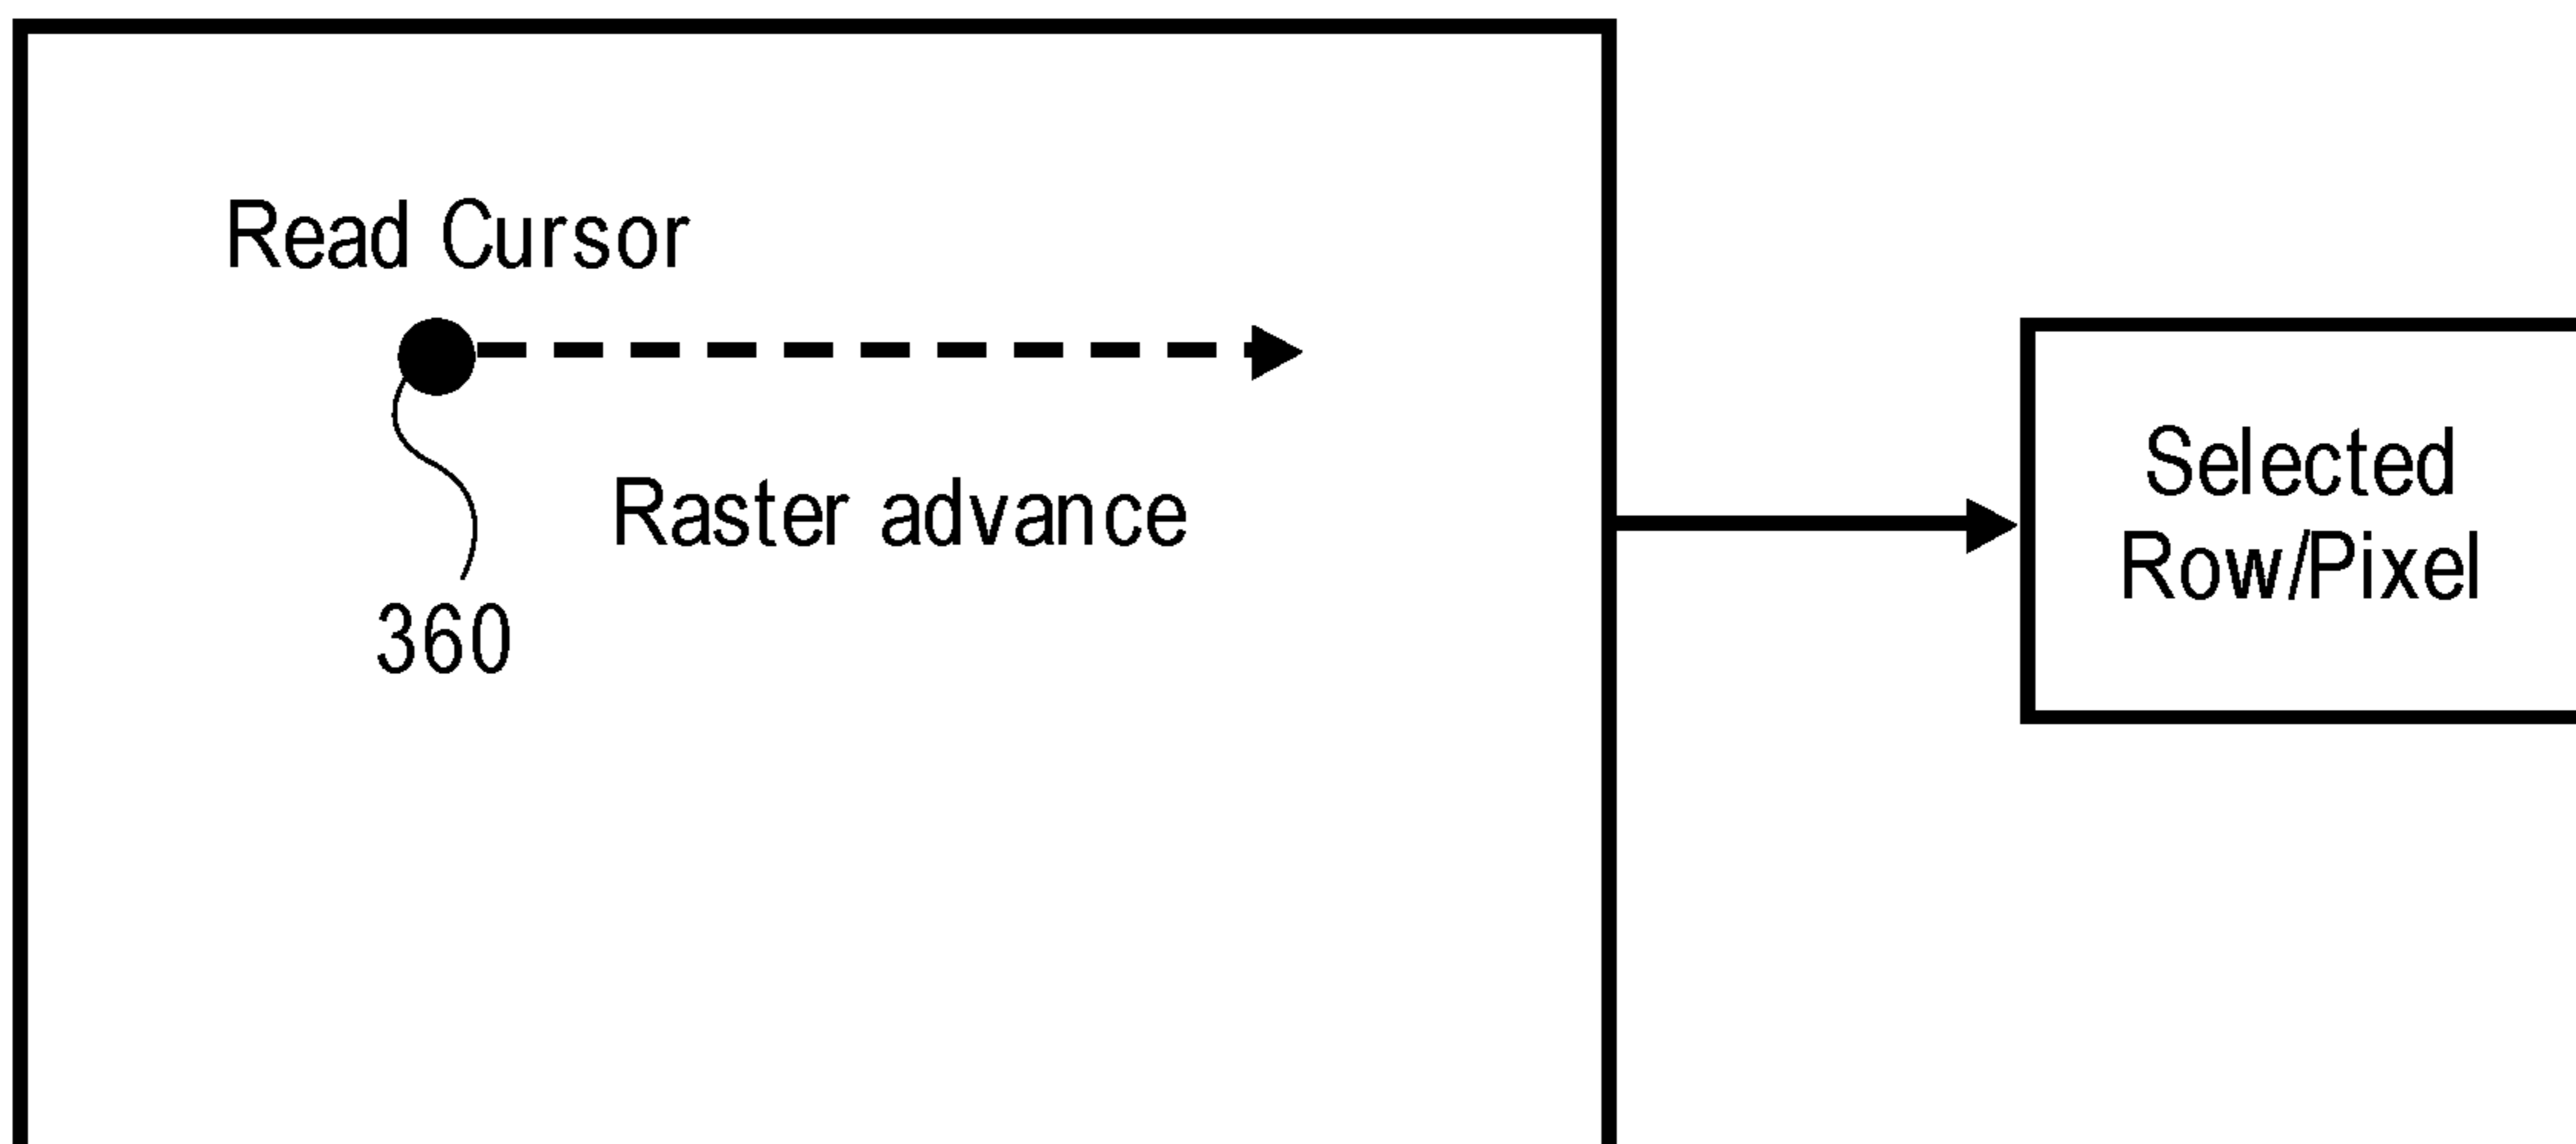 Read Cursor
Raster advance
360
Selected
Row/Pixel